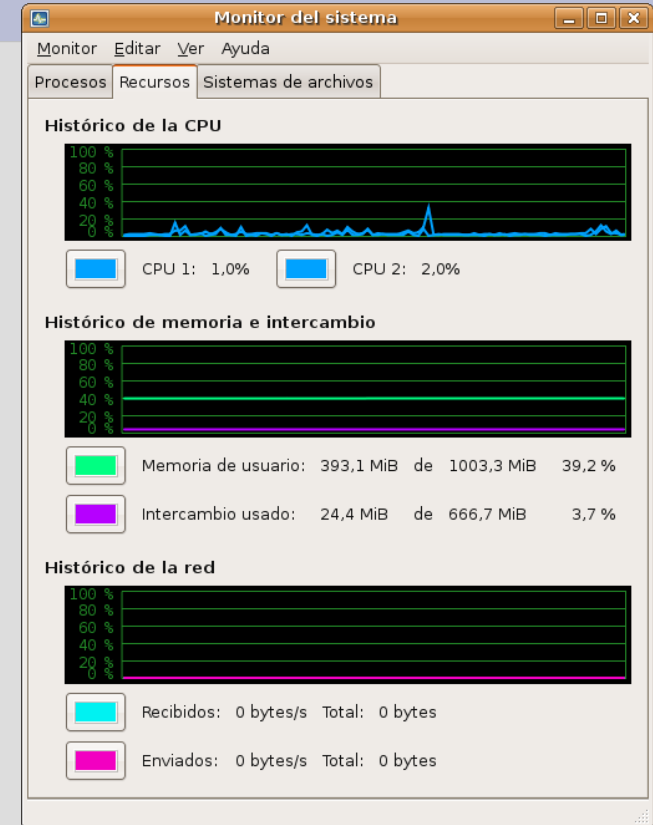 Monitor del sistema
Monitor Editar Ver Ayuda
Procesos Recursos Sistemas de archivos
Histórico de la CPU
100 %
80 %
60 %
40 %
20 %
0 %
CPU 1: 1,0% CPU 2: 2,0%
Histórico de memoria e intercambio
100 %
80 %
60 %
40 %
20 %
0 %
Memoria de usuario: 393,1 MiB de 1003,3 MiB 39,2 %
Intercambio usado: 24,4 MiB de 666,7 MiB 3,7 %
Histórico de la red
100 %
80 %
60 %
40 %
20 %
0 %
Recibidos: 0 bytes/s Total: 0 bytes
Enviados: 0 bytes/s Total: 0 bytes